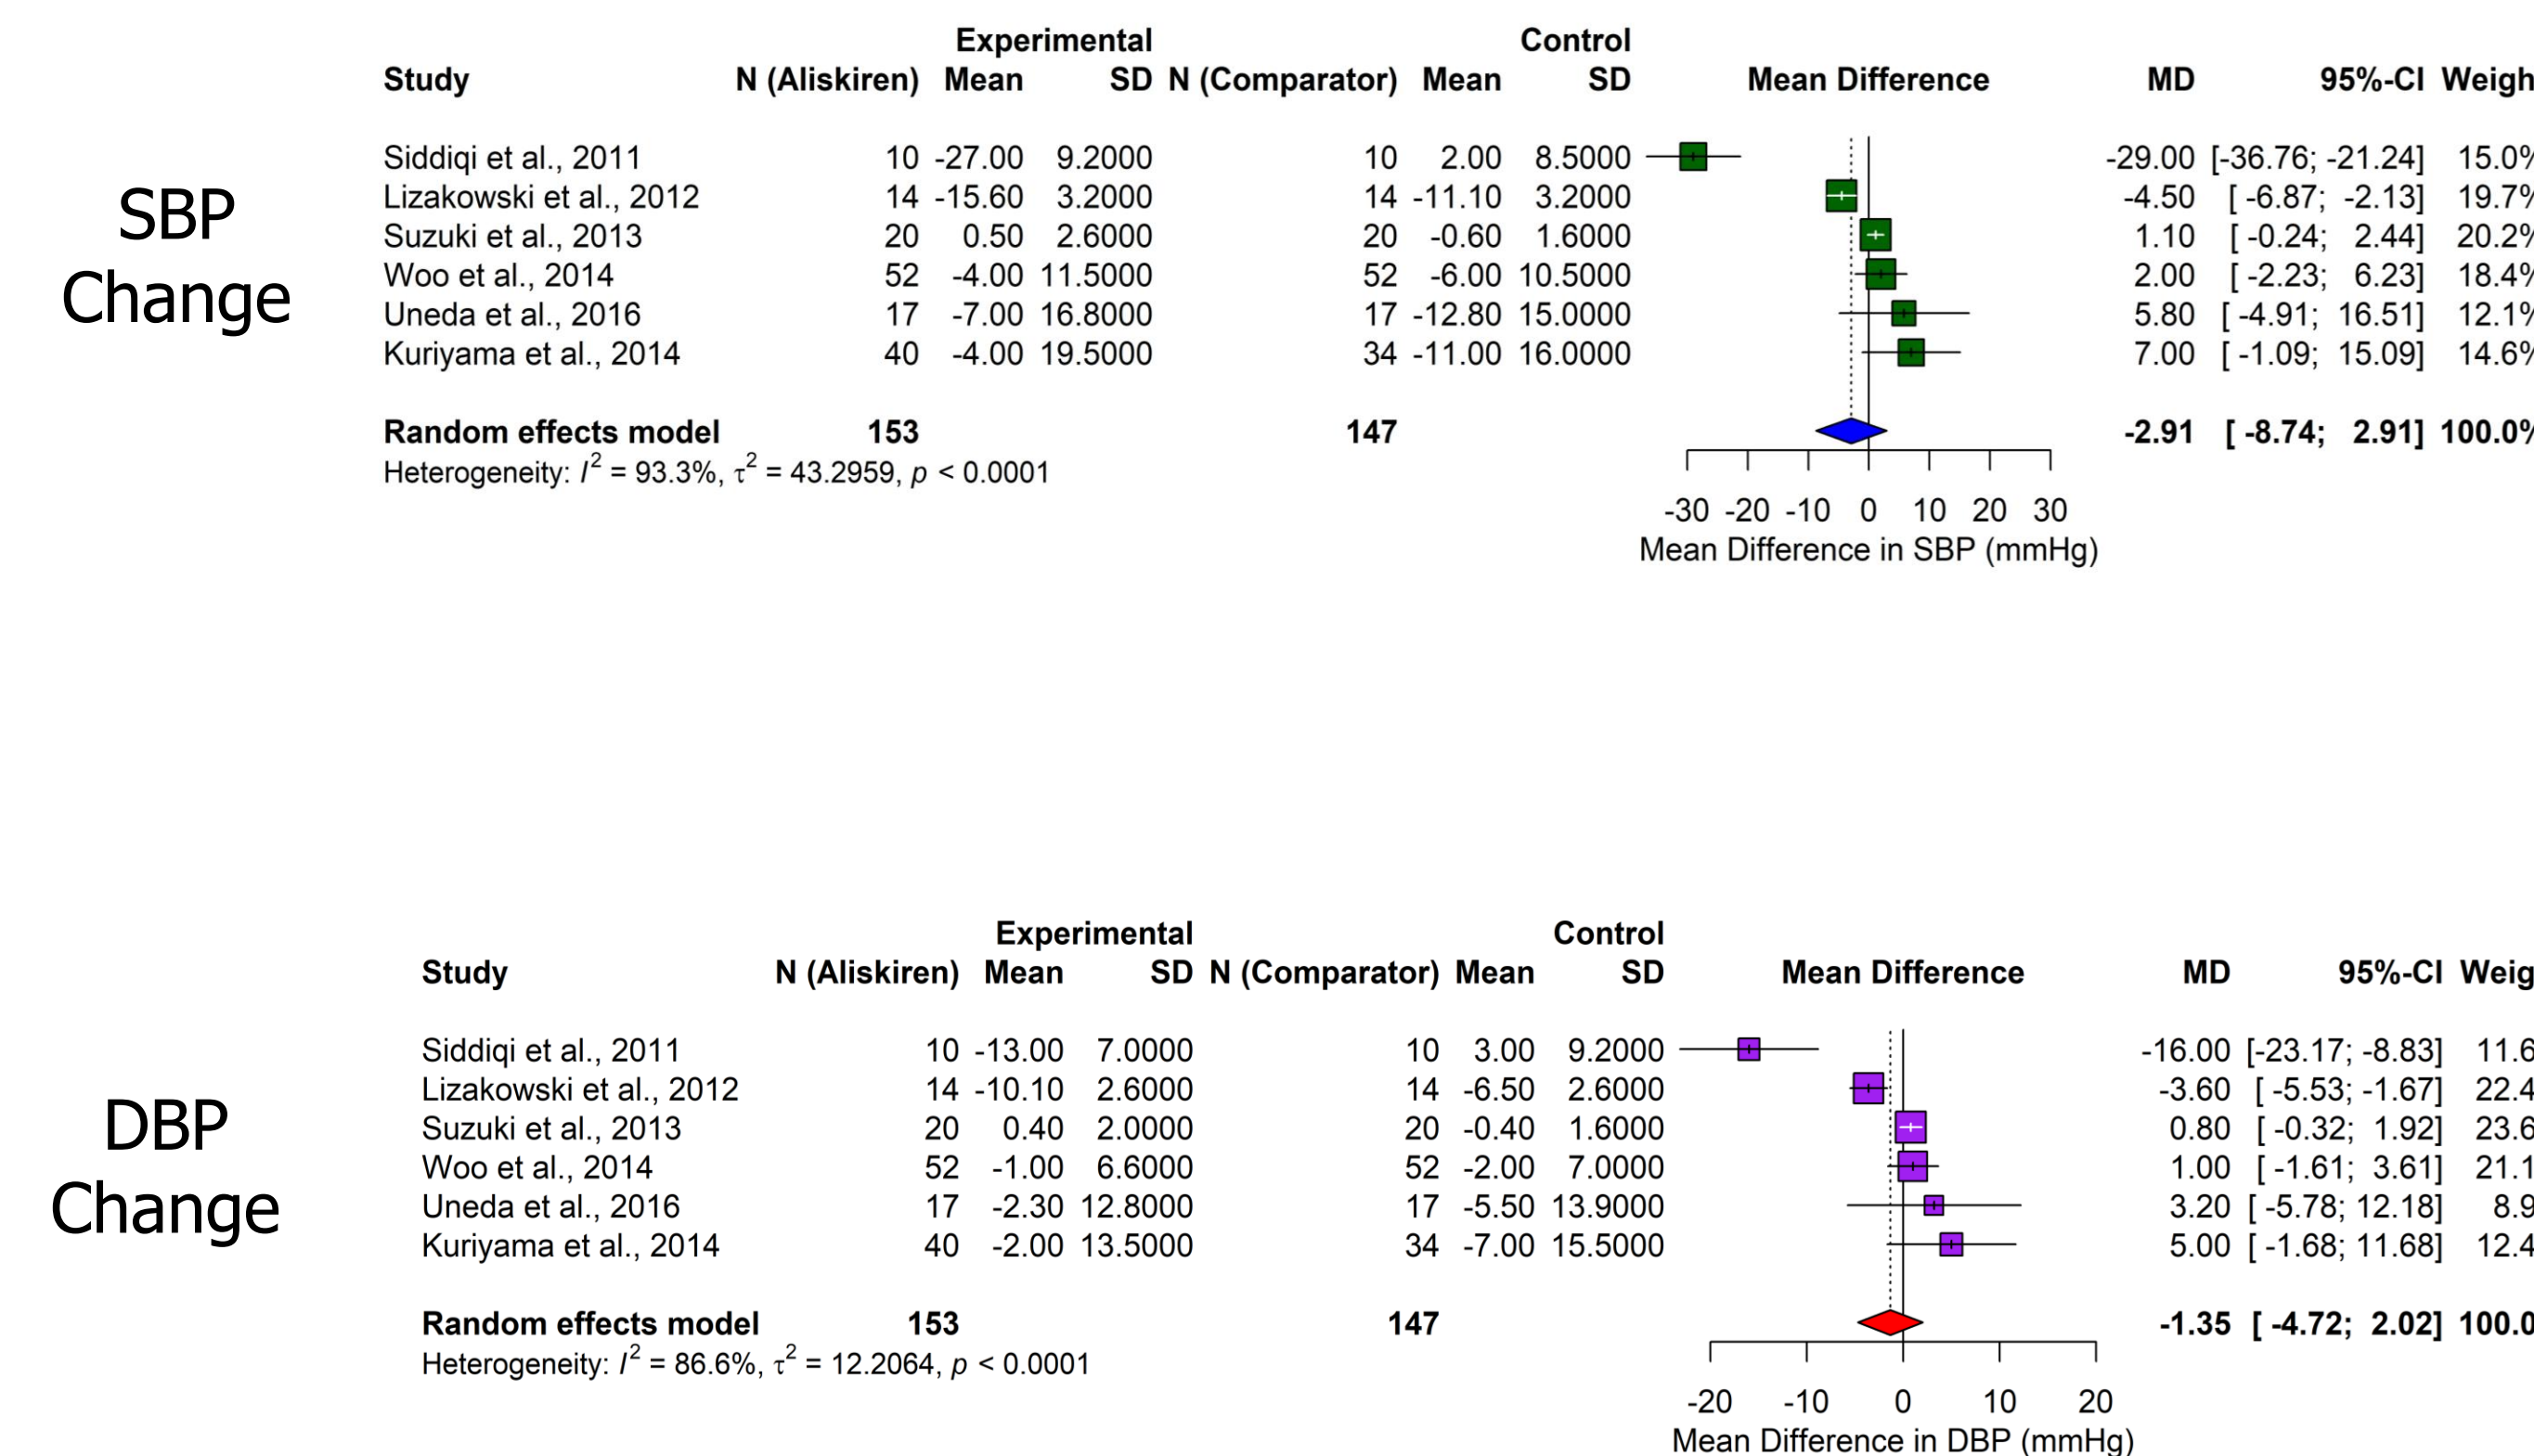 SBP
Change
Experimental Control
Study N (Aliskiren) Mean SD N (Comparator) Mean SD Mean Difference MD 95%-CI Weigh
Siddiqi et al., 2011 10 -27.00 9.2000 10 2.00 8.5000 -29.00 [-36.76; -21.24] 15.0%
Lizakowski et al., 2012 14 -15.60 3.2000 14 -11.10 3.2000 -4.50 [ -6.87; -2.13] 19.7%
Suzuki et al., 2013 20 0.50 2.6000 20 -0.60 1.6000 1.10 [ -0.24; 2.44] 20.2%
Woo et al., 2014 52 -4.00 11.5000 52 -6.00 10.5000 2.00 [ -2.23; 6.23] 18.4%
Uneda et al., 2016 17 -7.00 16.8000 17 -12.80 15.0000 5.80 [ -4.91; 16.51] 12.1%
Kuriyama et al., 2014 40 -4.00 19.5000 34 -11.00 16.0000 7.00 [ -1.09; 15.09] 14.6%
Random effects model 153 147 -2.91 [ -8.74; 2.91] 100.0%
Heterogeneity: I² = 93.3%, τ² = 43.2959, p < 0.0001
-30 -20 -10 0 10 20 30
Mean Difference in SBP (mmHg)
DBP
Change
Experimental Control
Study N (Aliskiren) Mean SD N (Comparator) Mean SD Mean Difference MD 95%-CI Weig
Siddiqi et al., 2011 10 -13.00 7.0000 10 3.00 9.2000 -16.00 [-23.17; -8.83] 11.6
Lizakowski et al., 2012 14 -10.10 2.6000 14 -6.50 2.6000 -3.60 [ -5.53; -1.67] 22.4
Suzuki et al., 2013 20 0.40 2.0000 20 -0.40 1.6000 0.80 [ -0.32; 1.92] 23.6
Woo et al., 2014 52 -1.00 6.6000 52 -2.00 7.0000 1.00 [ -1.61; 3.61] 21.1
Uneda et al., 2016 17 -2.30 12.8000 17 -5.50 13.9000 3.20 [ -5.78; 12.18] 8.9
Kuriyama et al., 2014 40 -2.00 13.5000 34 -7.00 15.5000 5.00 [ -1.68; 11.68] 12.4
Random effects model 153 147 -1.35 [ -4.72; 2.02] 100.0
Heterogeneity: I² = 86.6%, τ² = 12.2064, p < 0.0001
-20 -10 0 10 20
Mean Difference in DBP (mmHg)